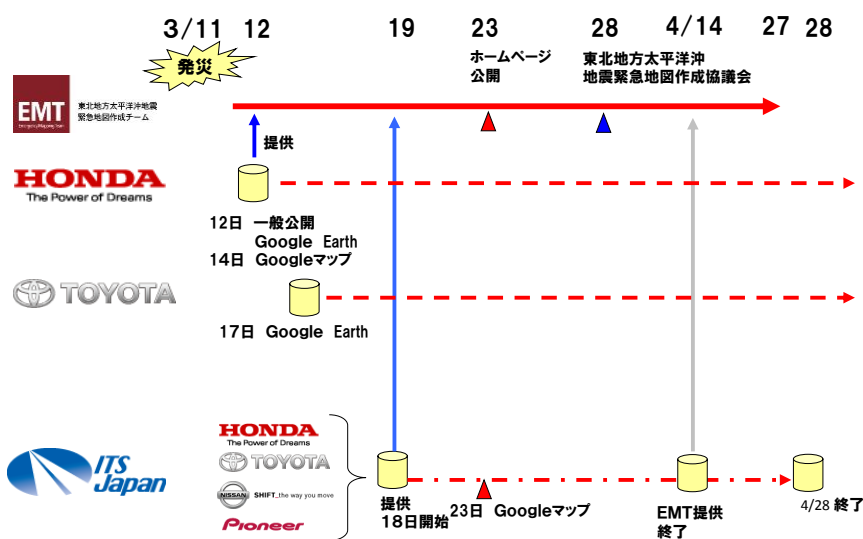 3/11 12 19 23 28 4/14 27 28
発災
ホームページ
公開
東北地方太平洋沖
地震緊急地図作成協議会
EMT
Emergency Mapping Team
東北地方太平洋沖地震
緊急地図作成チーム
提供
HONDA
The Power of Dreams
12日 一般公開
Google Earth
14日 Googleマップ
TOYOTA
17日 Google Earth
ITS
Japan
HONDA
The Power of Dreams
TOYOTA
NISSAN
SHIFT_the way you move
Pioneer
提供
18日開始
23日 Googleマップ
EMT提供
終了
4/28 終了